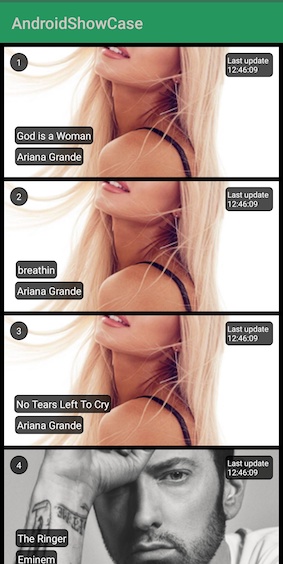 AndroidShowCase
1
Last update
12:46:09
God is a Woman
Ariana Grande
2
Last update
12:46:09
breathin
Ariana Grande
3
Last update
12:46:09
No Tears Left To Cry
Ariana Grande
4
Last update
12:46:09
The Ringer
Eminem